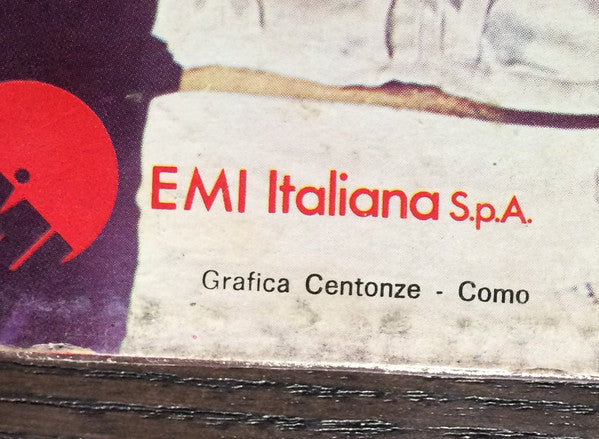 EMI Italiana S.p.A.
Grafica Centonze - Como